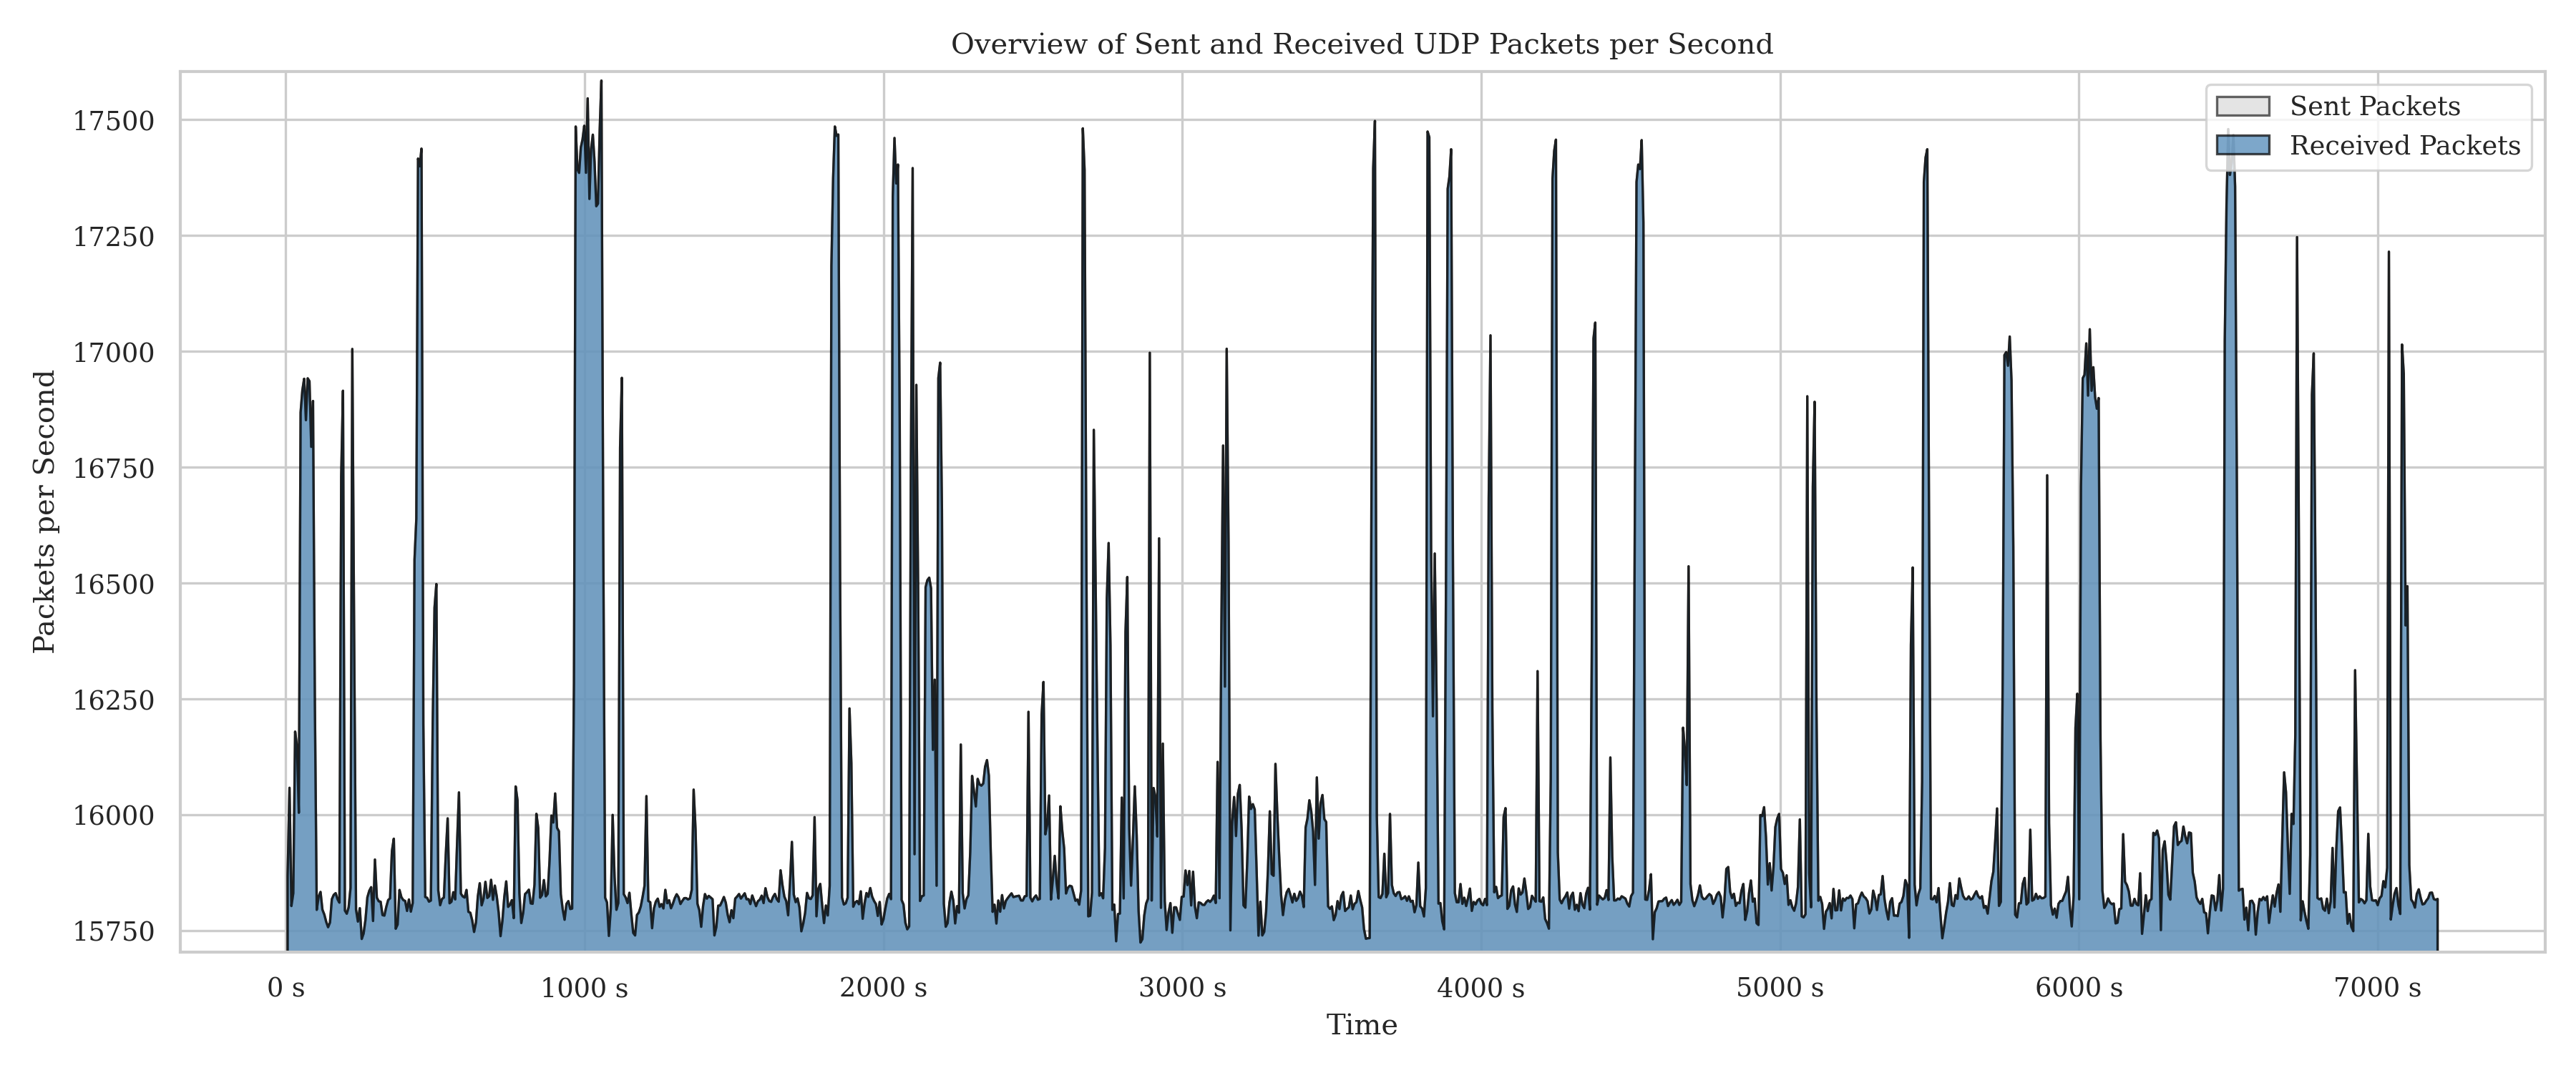 Overview of Sent and Received UDP Packets per Second
Sent Packets
Received Packets
Packets per Second
17500
17250
17000
16750
16500
16250
16000
15750
0 s
1000 s
2000 s
3000 s
4000 s
5000 s
6000 s
7000 s
Time